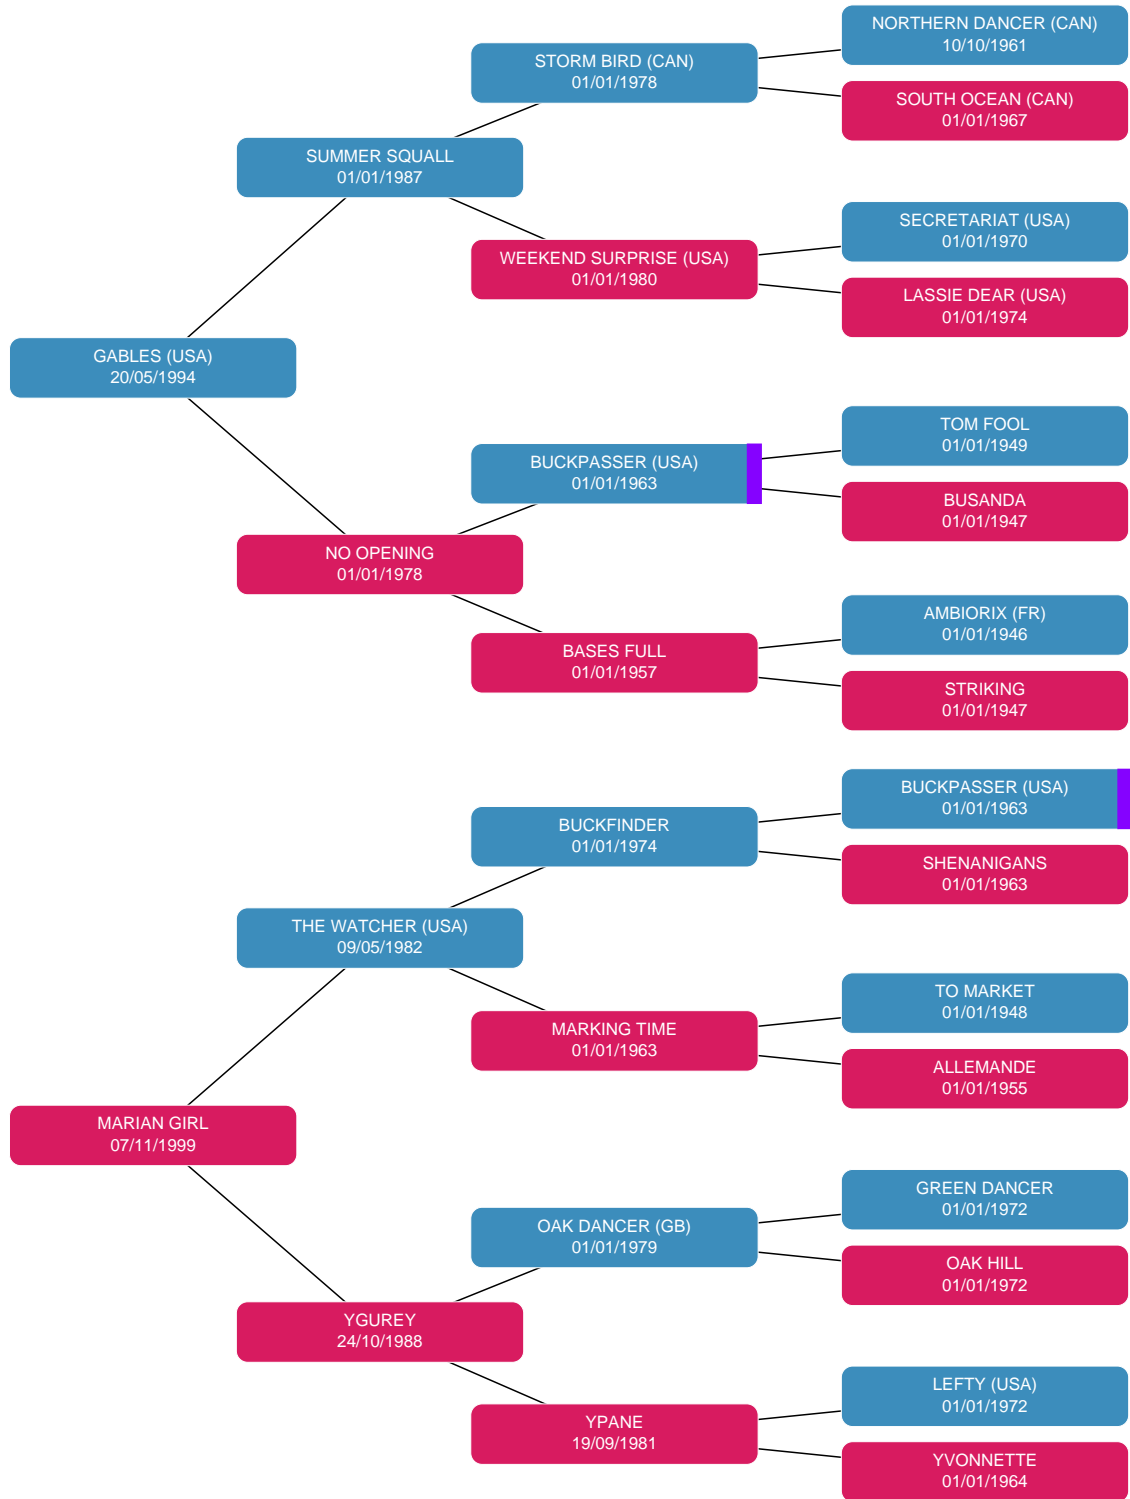 NORTHERN DANCER (CAN)
10/10/1961
STORM BIRD (CAN)
01/01/1978
SOUTH OCEAN (CAN)
01/01/1967
SUMMER SQUALL
01/01/1987
SECRETARIAT (USA)
01/01/1970
WEEKEND SURPRISE (USA)
01/01/1980
LASSIE DEAR (USA)
01/01/1974
GABLES (USA)
20/05/1994
TOM FOOL
01/01/1949
BUCKPASSER (USA)
01/01/1963
BUSANDA
01/01/1947
NO OPENING
01/01/1978
AMBIORIX (FR)
01/01/1946
BASES FULL
01/01/1957
STRIKING
01/01/1947
BUCKPASSER (USA)
01/01/1963
BUCKFINDER
01/01/1974
SHENANIGANS
01/01/1963
THE WATCHER (USA)
09/05/1982
TO MARKET
01/01/1948
MARKING TIME
01/01/1963
ALLEMANDE
01/01/1955
MARIAN GIRL
07/11/1999
GREEN DANCER
01/01/1972
OAK DANCER (GB)
01/01/1979
OAK HILL
01/01/1972
YGUREY
24/10/1988
LEFTY (USA)
01/01/1972
YPANE
19/09/1981
YVONNETTE
01/01/1964